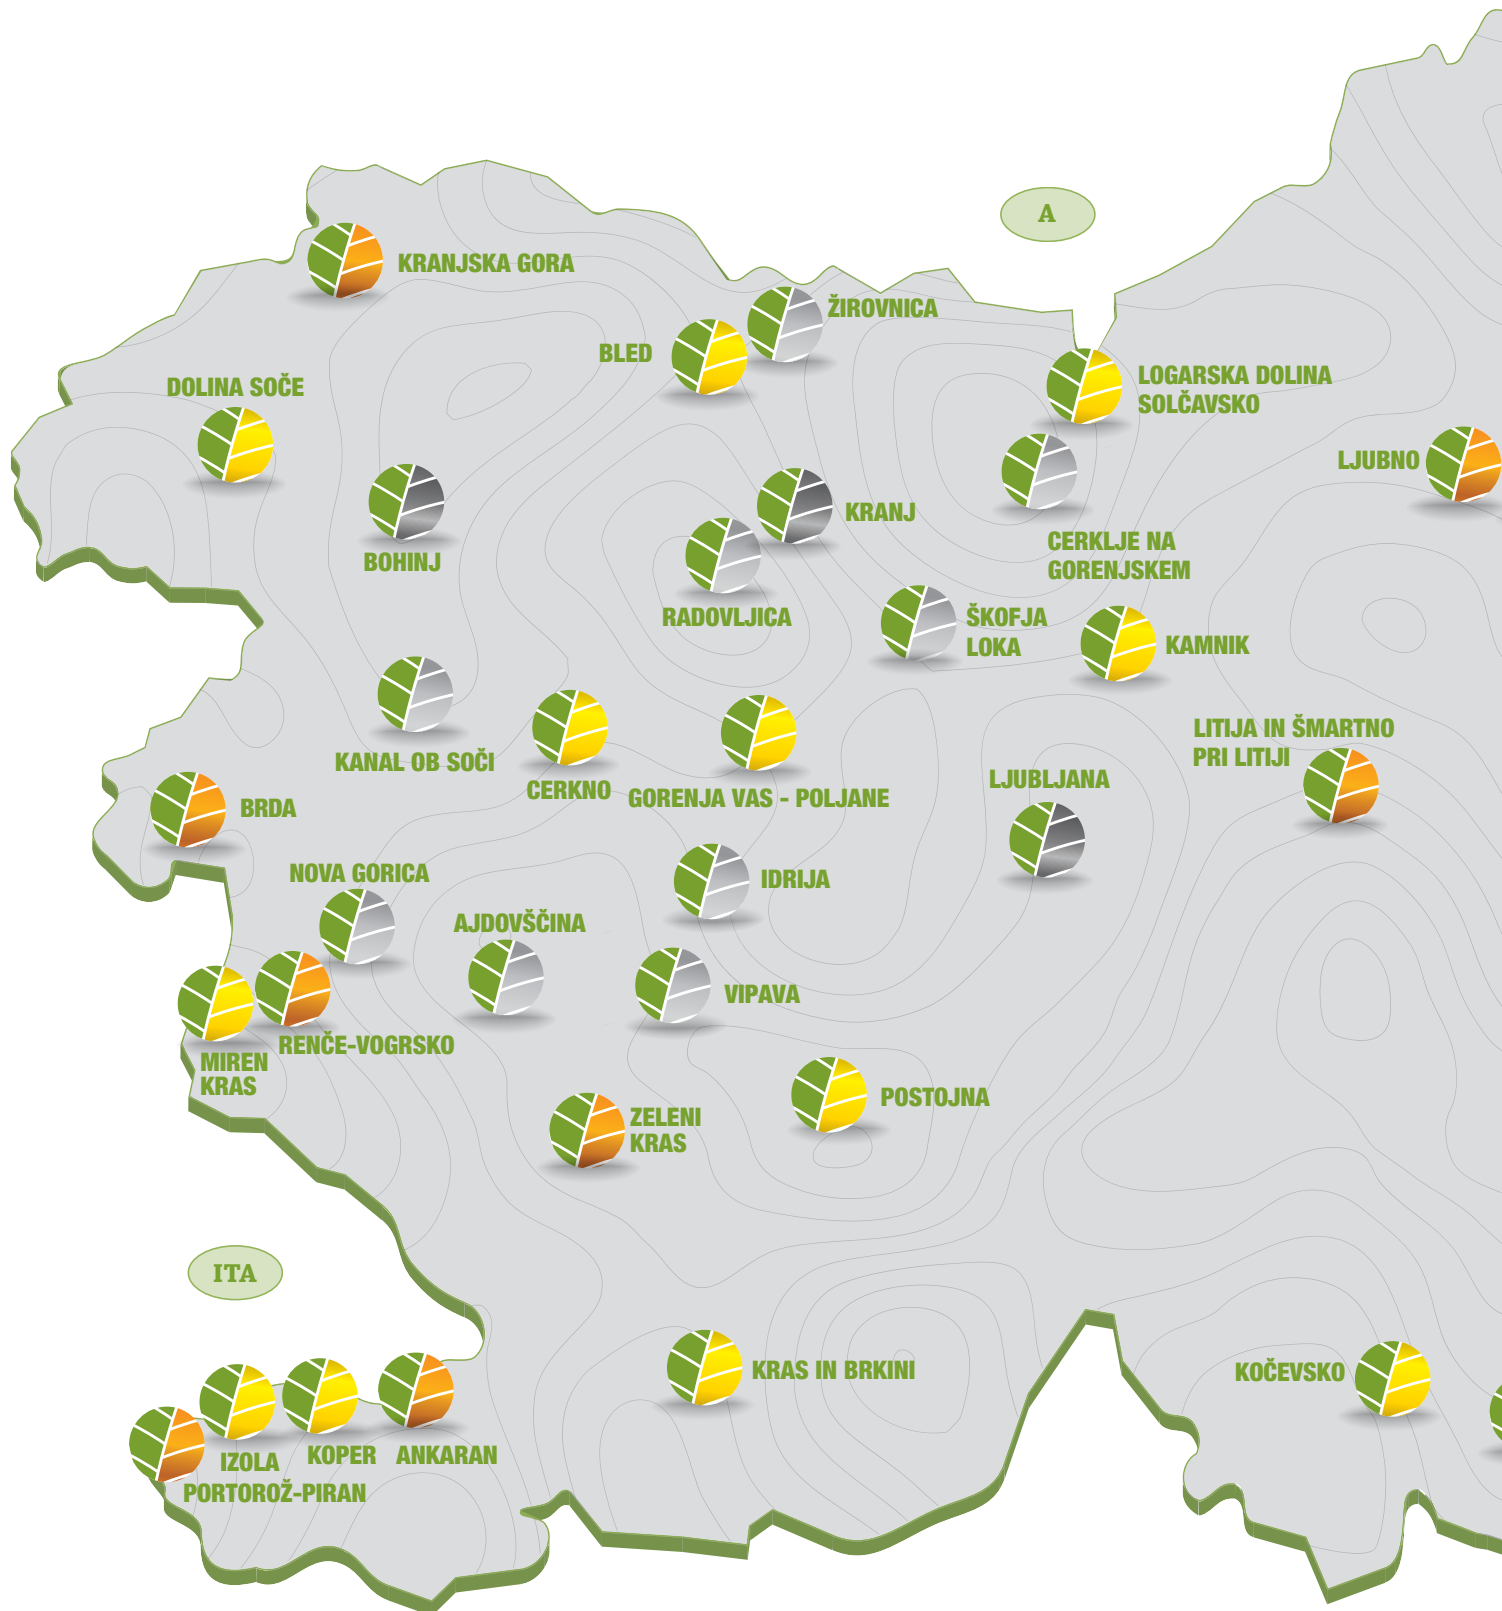 A
KRANJSKA GORA
ŽIROVNICA
BLED
LOGARSKA DOLINA
SOLČAVSKO
DOLINA SOČE
LJUBNO
KRANJ
CERKLJE NA
GORENJSKEM
BOHINJ
RADOVLJICA
ŠKOFJA
LOKA
KAMNIK
LITIJA IN ŠMARTNO
PRI LITIJI
KANAL OB SOČI
CERKNO
GORENJA VAS - POLJANE
LJUBLJANA
BRDA
NOVA GORICA
IDRIJA
AJDOVŠČINA
VIPAVA
RENČE-VOGRSKO
MIREN
KRAS
POSTOJNA
ZELENI
KRAS
ITA
KRAS IN BRKINI
KOČEVSKO
IZOLA
KOPER
ANKARAN
PORTOROŽ-PIRAN